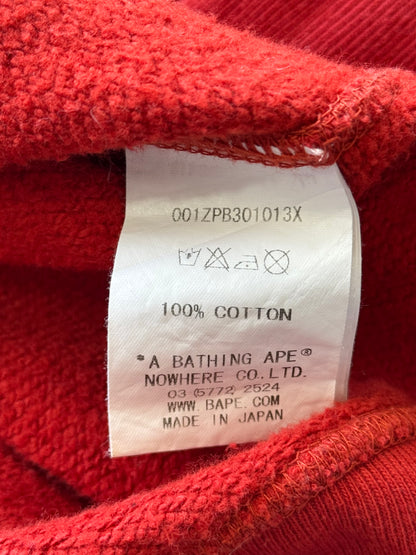 001ZPB301013X
100% COTTON
"A BATHING APE®
NOWHERE CO.LTD.
03 (5772) 2524
WWW.BAPE.COM
MADE IN JAPAN